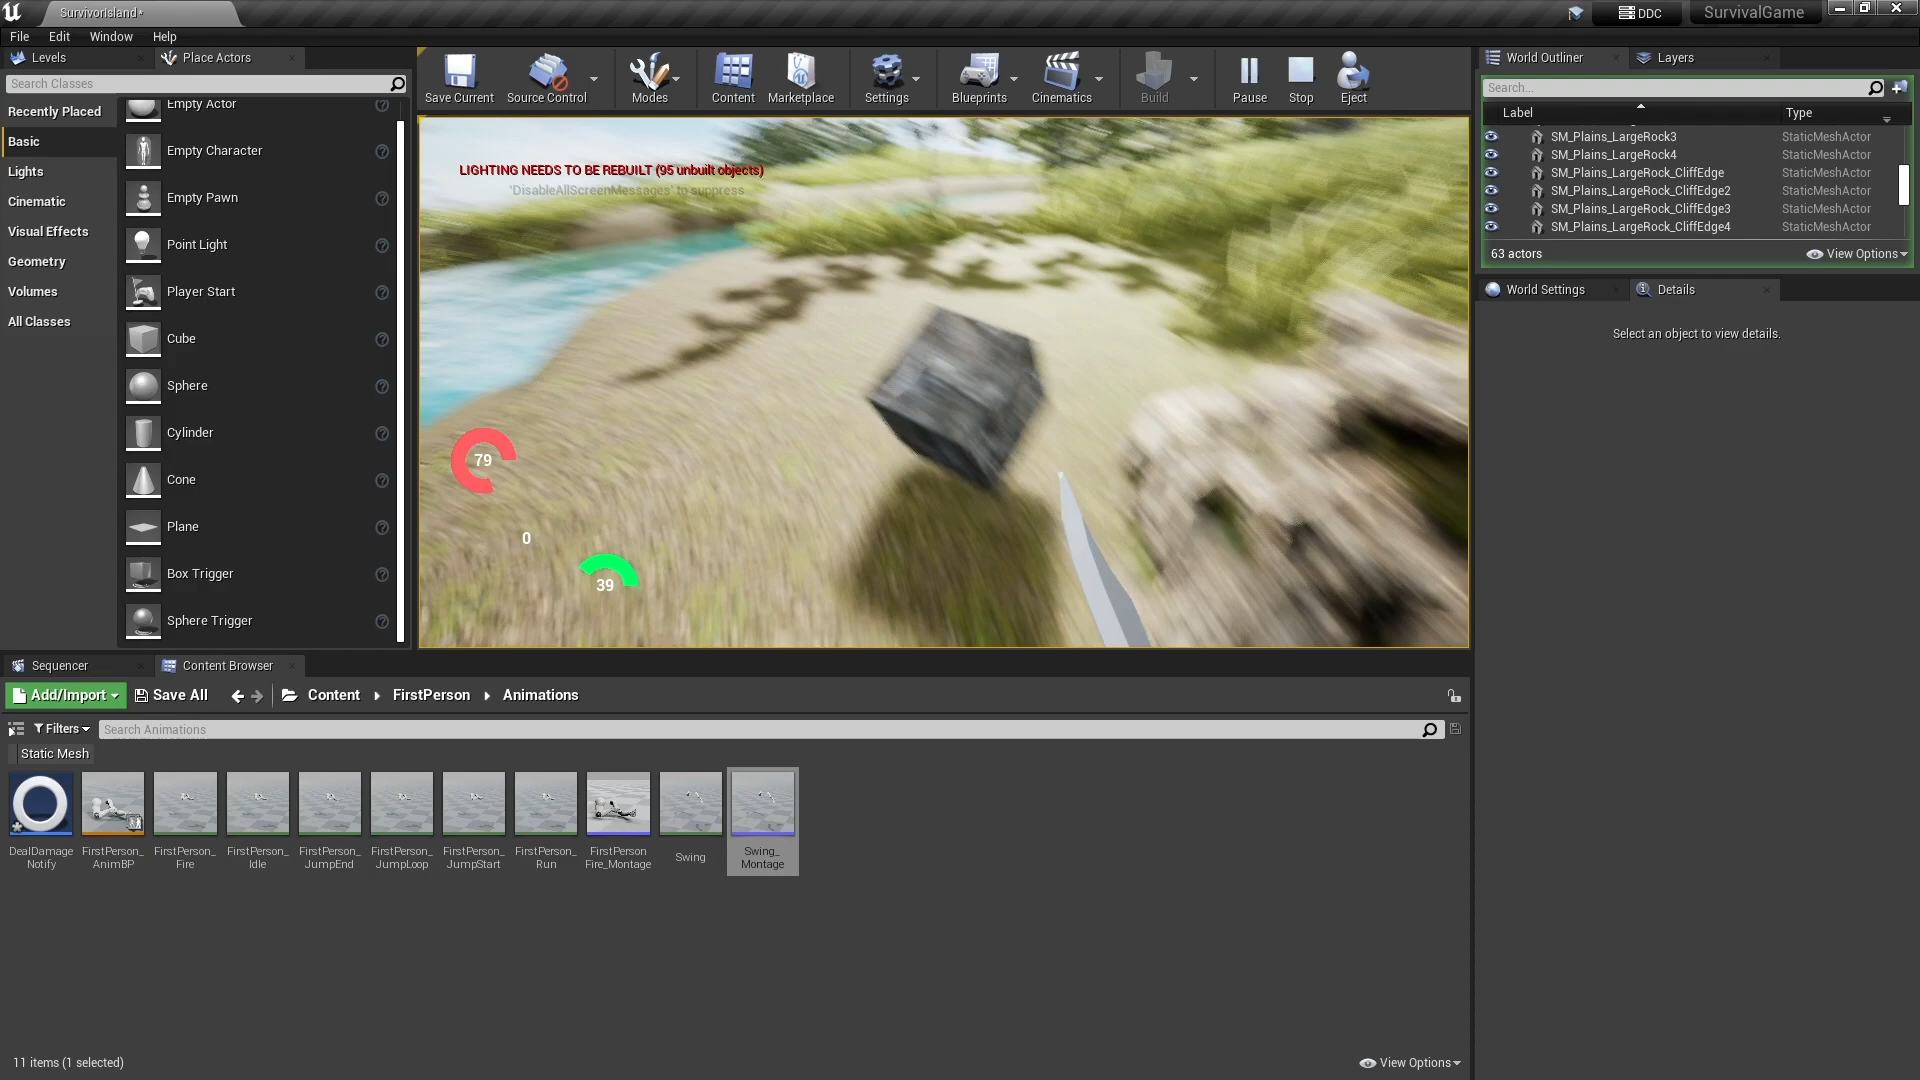 SurvivorIsland*
DDC
SurvivalGame
File Edit Window Help
Levels
Place Actors
Search Classes
Recently Placed
Basic
Lights
Cinematic
Visual Effects
Geometry
Volumes
All Classes
Empty Actor
Empty Character
Empty Pawn
Point Light
Player Start
Cube
Sphere
Cylinder
Cone
Plane
Box Trigger
Sphere Trigger
Save Current
Source Control
Modes
Content
Marketplace
Settings
Blueprints
Cinematics
Build
Pause
Stop
Eject
LIGHTING NEEDS TO BE REBUILT (95 unbuilt objects)
'DisableAllScreenMessages' to suppress
79
0
39
World Outliner
Layers
Search...
Label Type
SM_Plains_LargeRock3 StaticMeshActor
SM_Plains_LargeRock4 StaticMeshActor
SM_Plains_LargeRock_CliffEdge StaticMeshActor
SM_Plains_LargeRock_CliffEdge2 StaticMeshActor
SM_Plains_LargeRock_CliffEdge3 StaticMeshActor
SM_Plains_LargeRock_CliffEdge4 StaticMeshActor
63 actors
View Options
World Settings
Details
Select an object to view details.
Sequencer
Content Browser
Add/Import
Save All
Content
FirstPerson
Animations
Filters
Search Animations
Static Mesh
DealDamage
Notify
FirstPerson_
AnimBP
FirstPerson_
Fire
FirstPerson_
Idle
FirstPerson_
JumpEnd
FirstPerson_
JumpLoop
FirstPerson_
JumpStart
FirstPerson_
Run
FirstPerson
Fire_Montage
Swing
Swing_
Montage
11 items (1 selected)
View Options